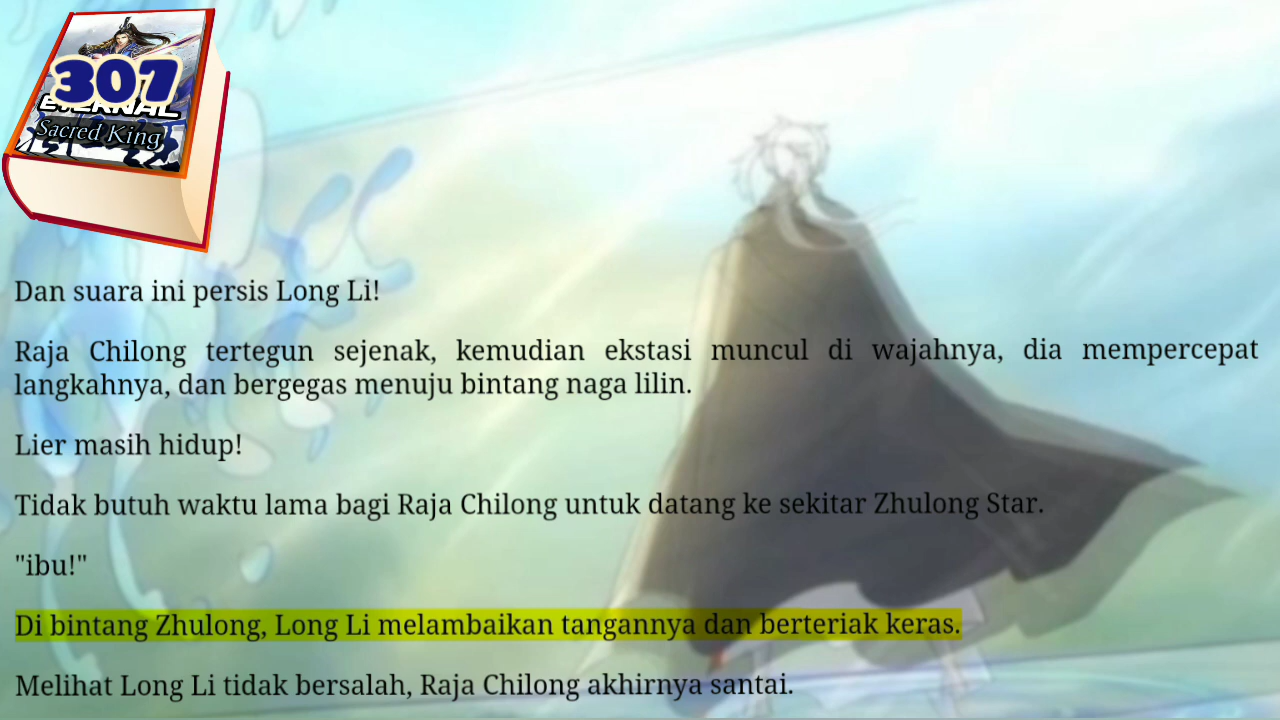 307
ETERNAL
Sacred King
Dan suara ini persis Long Li!
Raja Chilong tertegun sejenak, kemudian ekstasi muncul di wajahnya, dia mempercepat
langkahnya, dan bergegas menuju bintang naga lilin.
Lier masih hidup!
Tidak butuh waktu lama bagi Raja Chilong untuk datang ke sekitar Zhulong Star.
"ibu!"
Di bintang Zhulong, Long Li melambaikan tangannya dan berteriak keras.
Melihat Long Li tidak bersalah, Raja Chilong akhirnya santai.